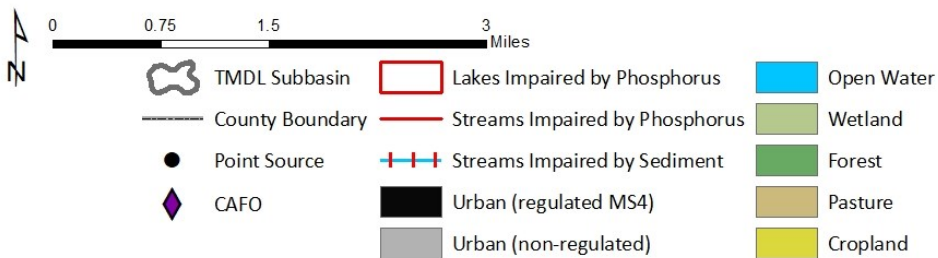 0 0.75 1.5 3
Miles
N
TMDL Subbasin
County Boundary
Point Source
CAFO
Lakes Impaired by Phosphorus
Streams Impaired by Phosphorus
Streams Impaired by Sediment
Urban (regulated MS4)
Urban (non-regulated)
Open Water
Wetland
Forest
Pasture
Cropland